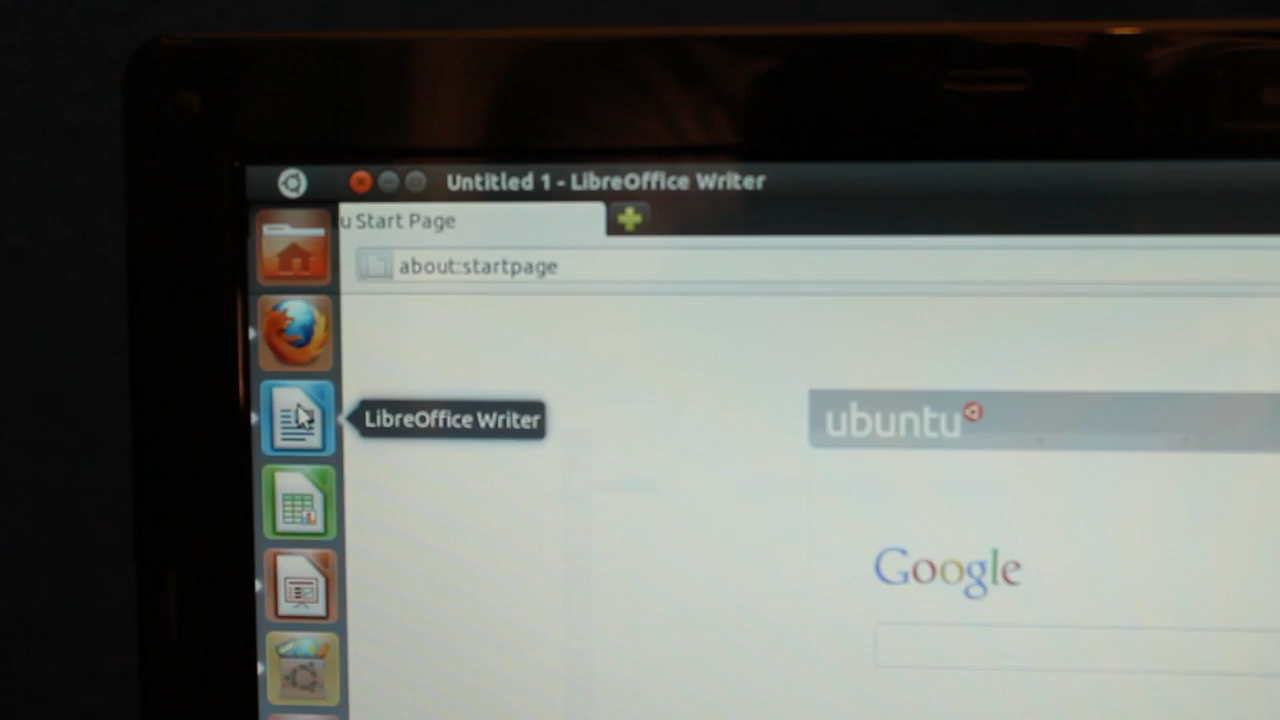 Untitled 1 - LibreOffice Writer
u Start Page
about:startpage
LibreOffice Writer
ubuntu
Google